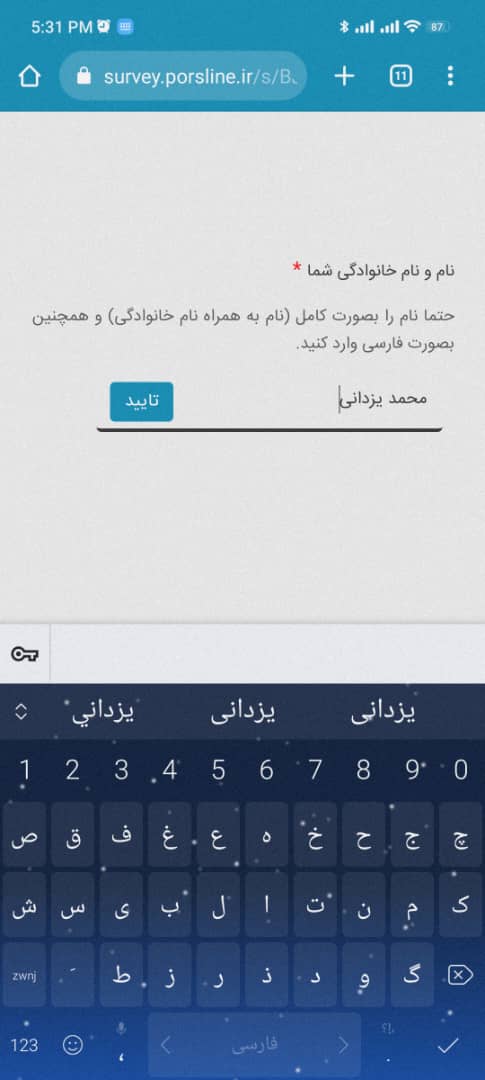 5:31 PM
87
survey.porsline.ir/s/B
11
نام و نام خانوادگی شما *
حتما نام را بصورت کامل (نام به همراه نام خانوادگی) و همچنین
بصورت فارسی وارد کنید.
محمد یزدانی
تایید
یزدانی یزدانی يزداني
1 2 3 4 5 6 7 8 9 0
ص ق ف غ ع ه خ ح ج چ
ش س ی ب ل ا ت ن م ک
zwnj َ ط ز ر ذ د و گ
123 ، فارسی . !؟